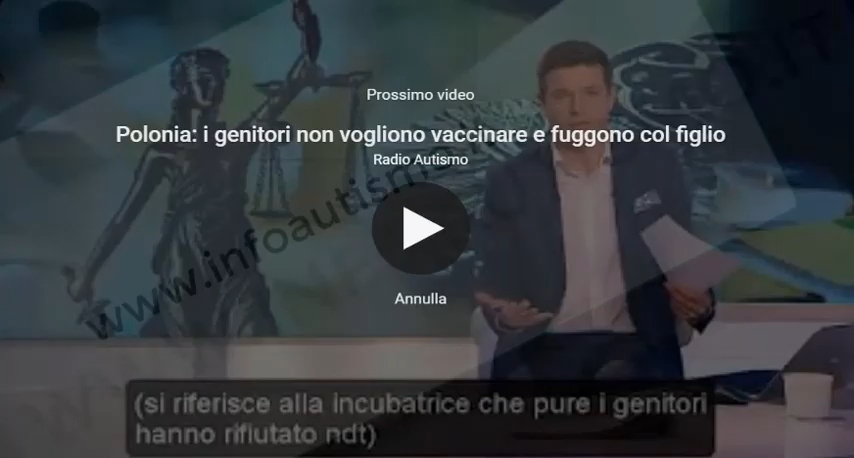 Prossimo video
Polonia: i genitori non vogliono vaccinare e fuggono col figlio
Radio Autismo
www.infoautismo.it
Annulla
(si riferisce alla incubatrice che pure i genitori
hanno rifiutato ndt)